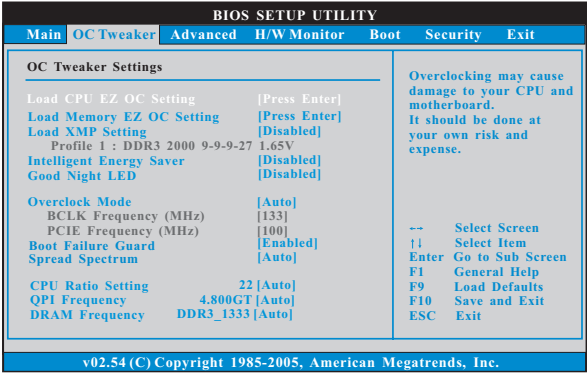 BIOS SETUP UTILITY
Main OC Tweaker Advanced H/W Monitor Boot Security Exit
OC Tweaker Settings
Load CPU EZ OC Setting [Press Enter]
Load Memory EZ OC Setting [Press Enter]
Load XMP Setting [Disabled]
Profile 1 : DDR3 2000 9-9-9-27 1.65V
Intelligent Energy Saver [Disabled]
Good Night LED [Disabled]
Overclock Mode [Auto]
BCLK Frequency (MHz) [133]
PCIE Frequency (MHz) [100]
Boot Failure Guard [Enabled]
Spread Spectrum [Auto]
CPU Ratio Setting 22 [Auto]
QPI Frequency 4.800GT [Auto]
DRAM Frequency DDR3_1333 [Auto]
Overclocking may cause
damage to your CPU and
motherboard.
It should be done at
your own risk and
expense.
←→ Select Screen
↑↓ Select Item
Enter Go to Sub Screen
F1 General Help
F9 Load Defaults
F10 Save and Exit
ESC Exit
v02.54 (C) Copyright 1985-2005, American Megatrends, Inc.